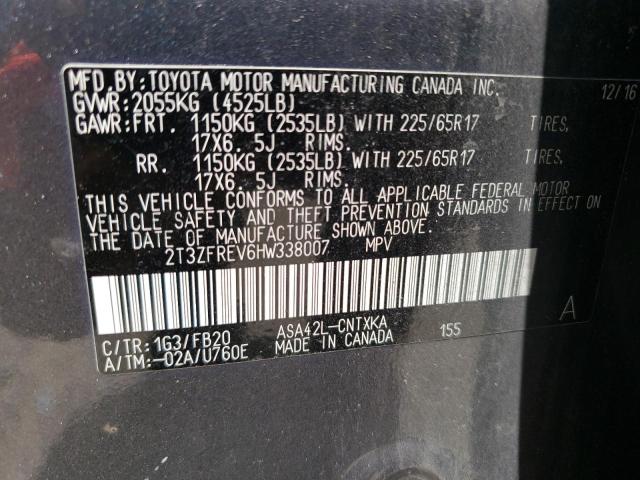 MFD. BY: TOYOTA MOTOR MANUFACTURING CANADA INC. 12/16
GVWR: 2055KG (4525LB)
GAWR: FRT. 1150KG (2535LB) WITH 225/65R17 TIRES,
17X6. 5J RIMS.
RR. 1150KG (2535LB) WITH 225/65R17 TIRES,
17X6. 5J RIMS.
THIS VEHICLE CONFORMS TO ALL APPLICABLE FEDERAL MOTOR
VEHICLE SAFETY AND THEFT PREVENTION STANDARDS IN EFFECT ON
THE DATE OF MANUFACTURE SHOWN ABOVE.
2T3ZFREV6HW338007 MPV
A
C/TR: 1G3/FB20 ASA42L-CNTXKA 155
A/TM:-02A/U760E MADE IN CANADA